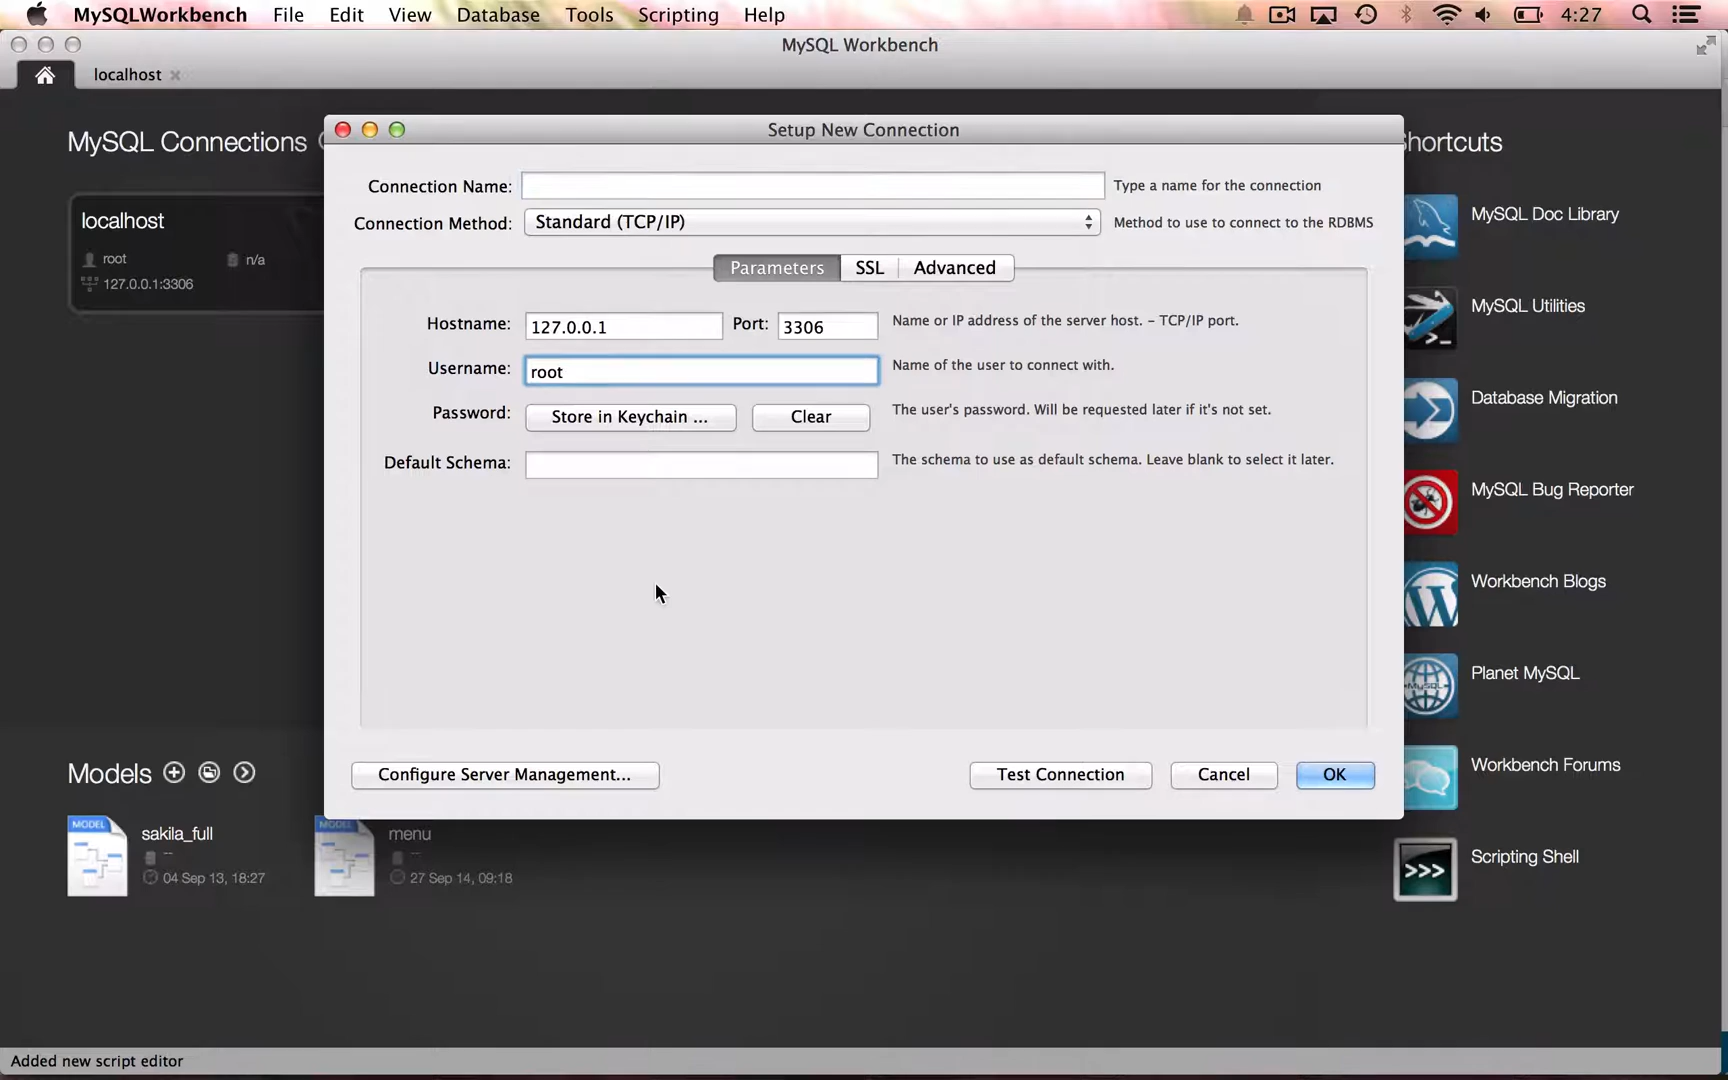 MySQLWorkbench File Edit View Database Tools Scripting Help 4:27
MySQL Workbench
localhost
MySQL Connections
Shortcuts
localhost
root n/a
127.0.0.1:3306
Setup New Connection
Connection Name: Type a name for the connection
Connection Method: Standard (TCP/IP) Method to use to connect to the RDBMS
Parameters SSL Advanced
Hostname: 127.0.0.1 Port: 3306 Name or IP address of the server host. – TCP/IP port.
Username: root Name of the user to connect with.
Password: Store in Keychain ... Clear The user's password. Will be requested later if it's not set.
Default Schema: The schema to use as default schema. Leave blank to select it later.
Configure Server Management... Test Connection Cancel OK
MySQL Doc Library
MySQL Utilities
Database Migration
MySQL Bug Reporter
Workbench Blogs
Planet MySQL
Workbench Forums
>>> Scripting Shell
Models
MODEL sakila_full
--
04 Sep 13, 18:27
MODEL menu
--
27 Sep 14, 09:18
Added new script editor